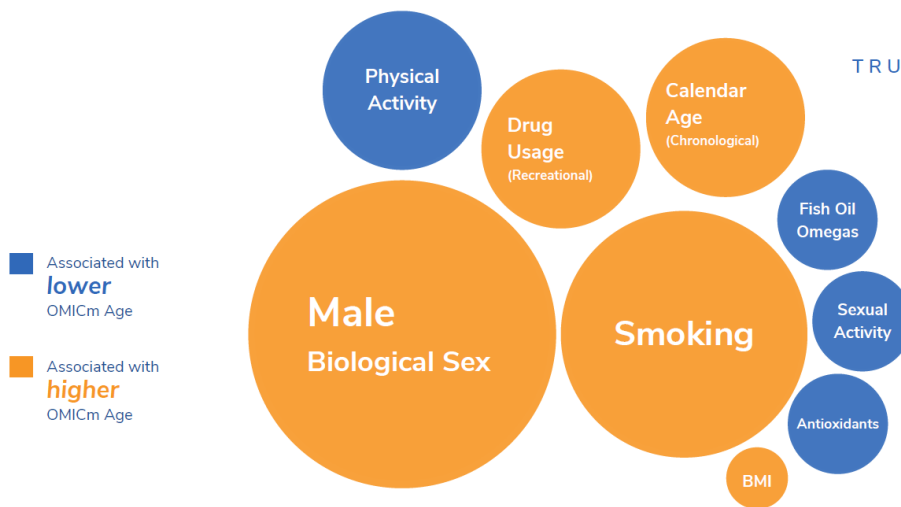 Physical
Activity
Drug
Usage
(Recreational)
Calendar
Age
(Chronological)
TRU
Fish Oil
Omegas
Associated with
lower
OMICm Age
Male
Biological Sex
Smoking
Sexual
Activity
Associated with
higher
OMICm Age
Antioxidants
BMI